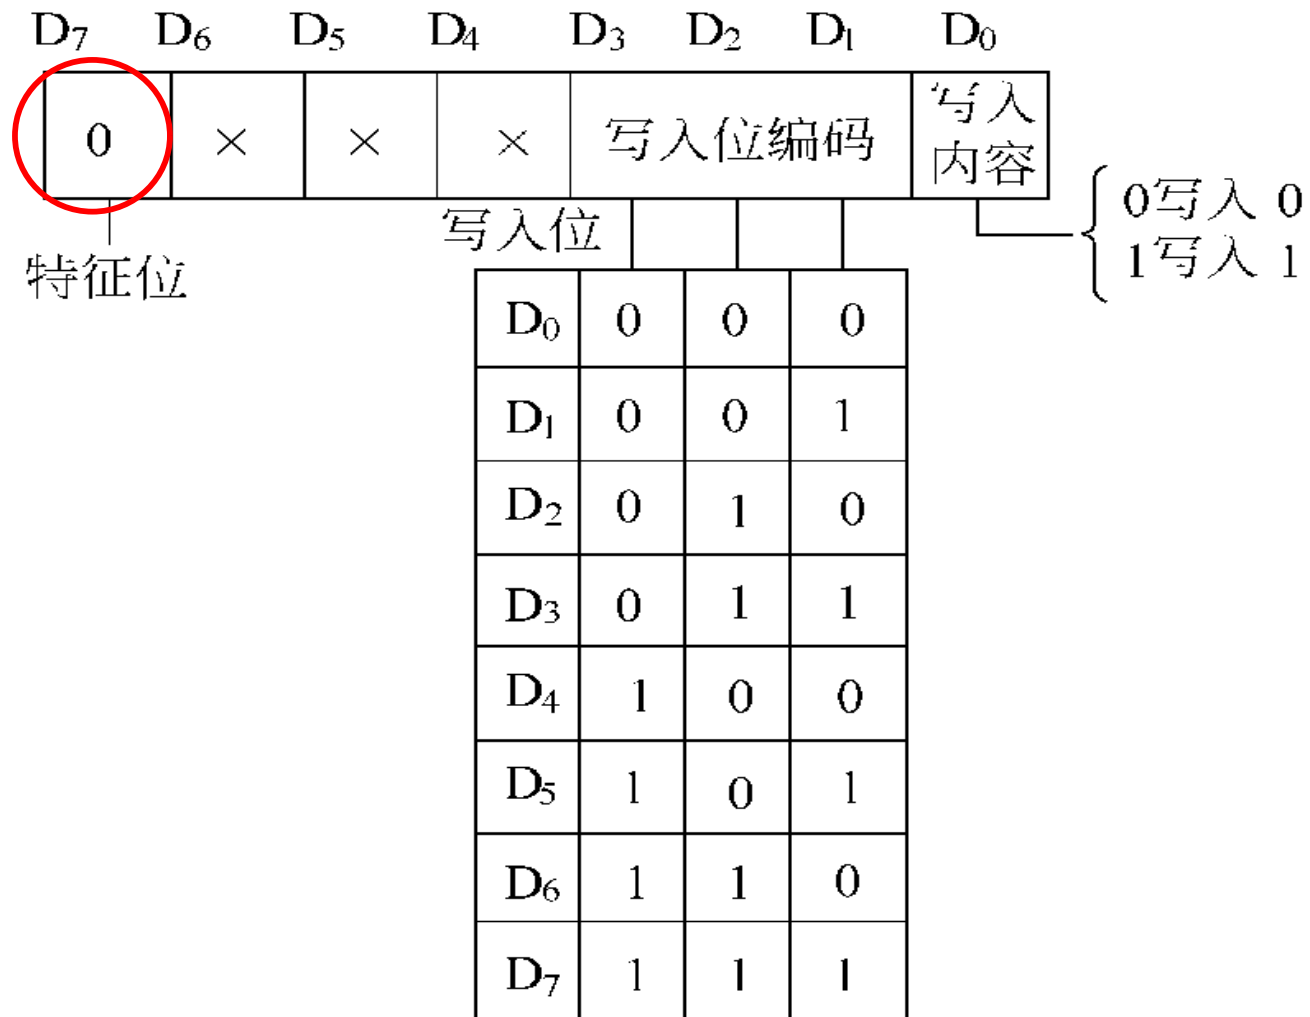 D₇ D₆ D₅ D₄ D₃ D₂ D₁ D₀
0 × × × 写入位编码 写入
内容
0写入 0
1写入 1
特征位
写入位
D₀ 0 0 0
D₁ 0 0 1
D₂ 0 1 0
D₃ 0 1 1
D₄ 1 0 0
D₅ 1 0 1
D₆ 1 1 0
D₇ 1 1 1